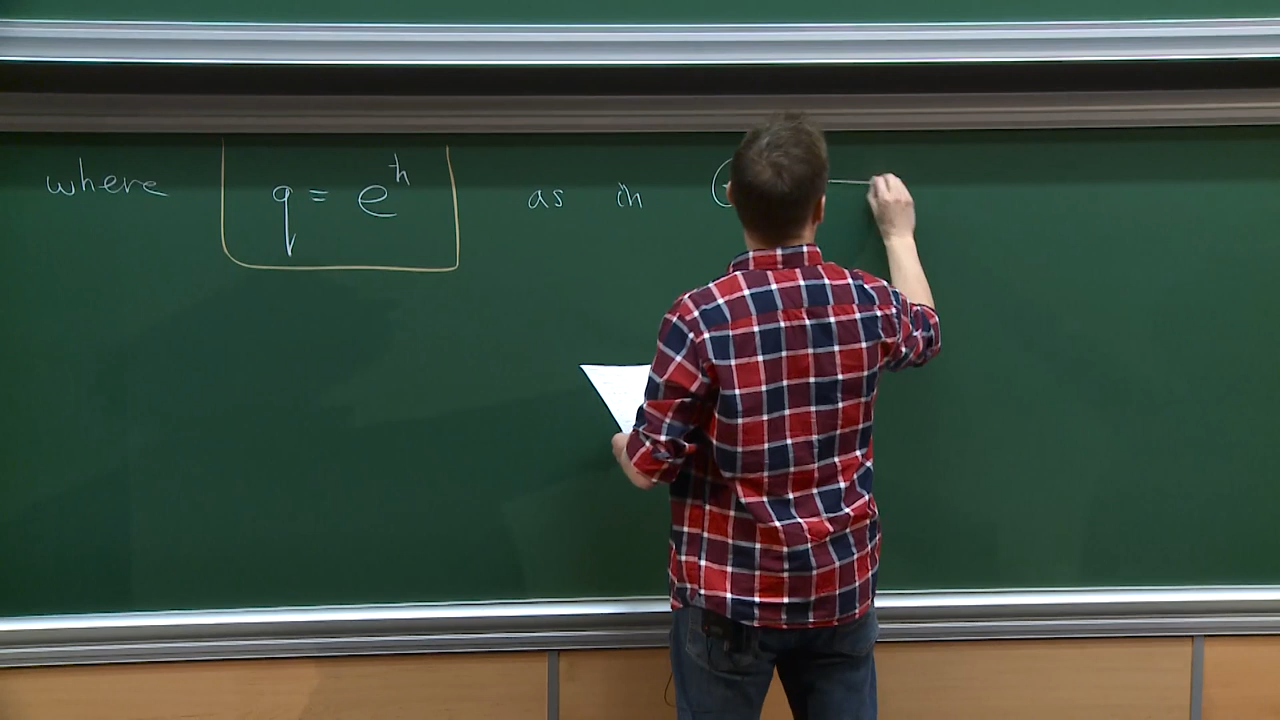 where q = e^ħ as in